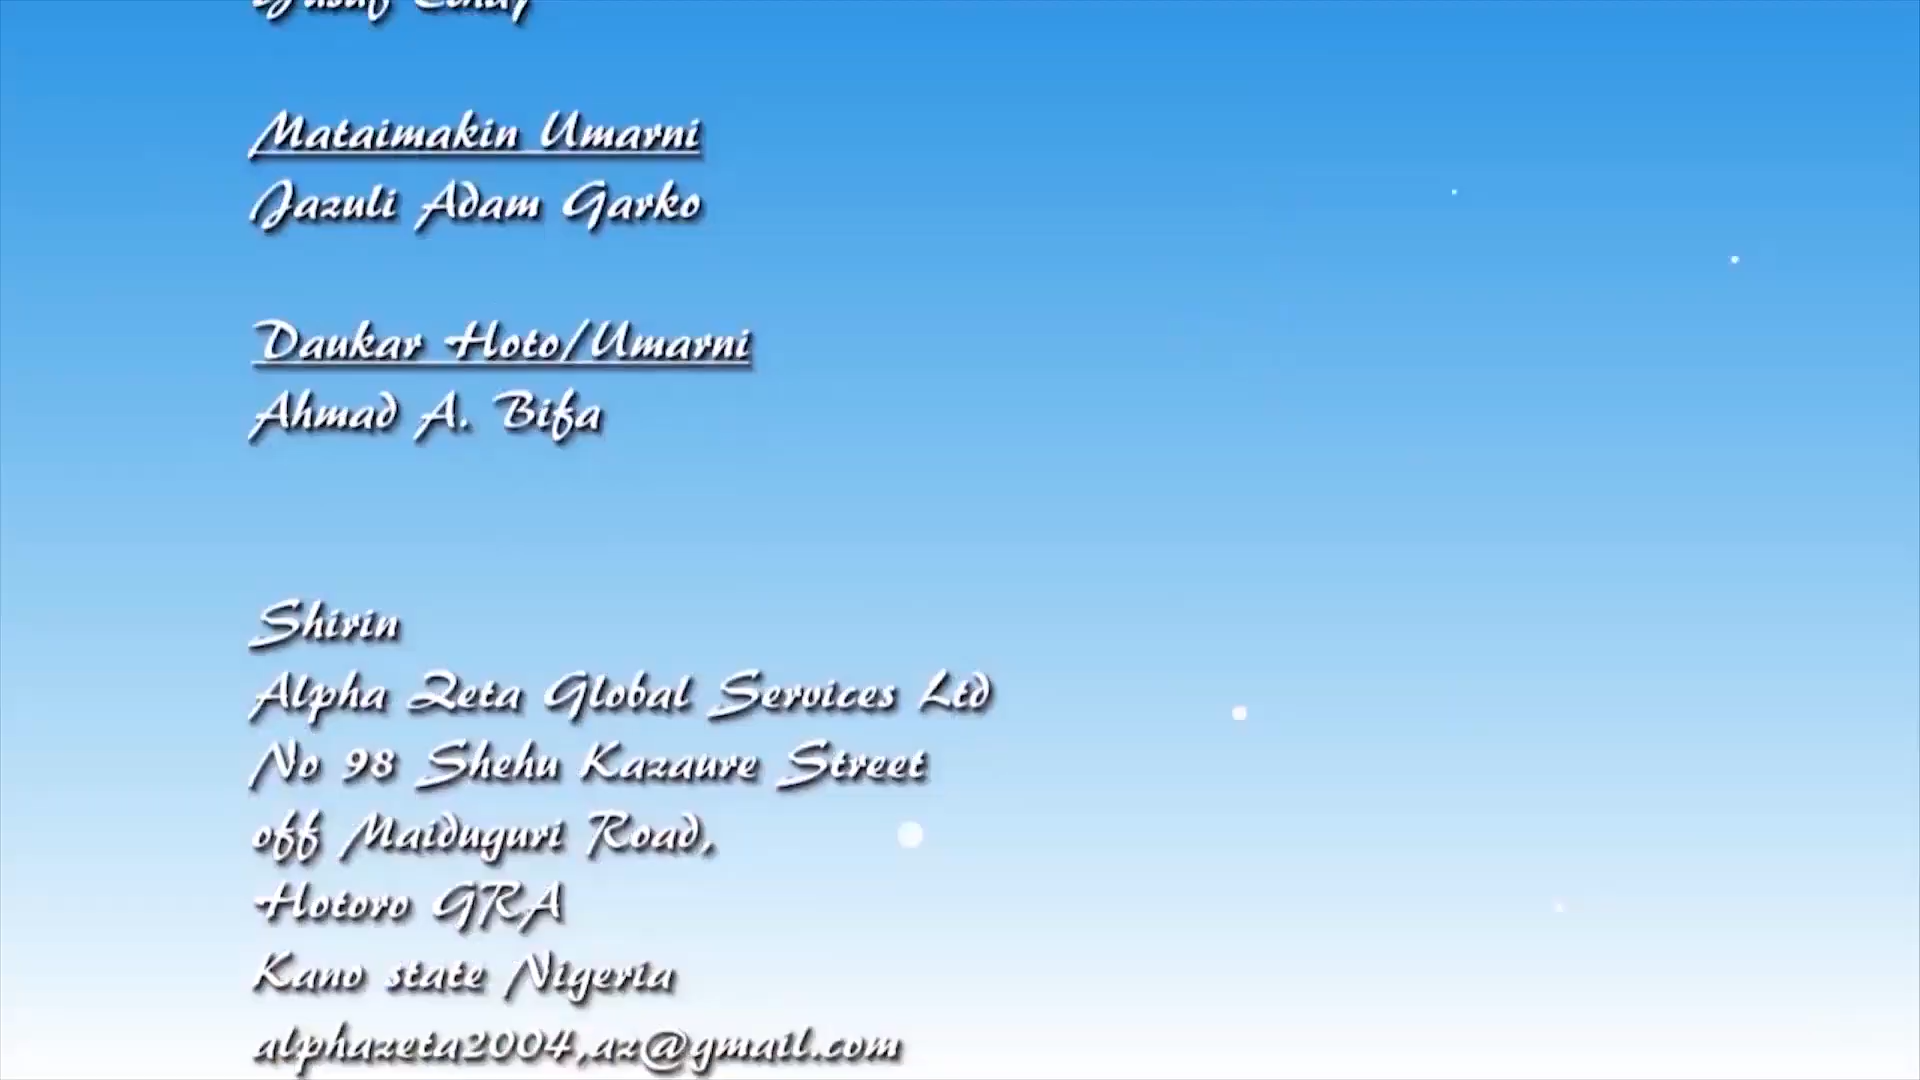 Mataimakin Umarni
Jazuli Adam Garko
Daukar Hoto/Umarni
Ahmad A. Bifa
Shirin
Alpha Zeta Global Services Ltd
No 98 Shehu Kazaure Street
off Maiduguri Road,
Hotoro GRA
Kano state Nigeria
alphazeta2004,az@gmail.com